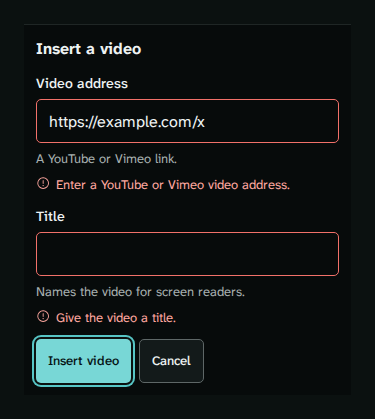 Insert a video
Video address
https://example.com/x
A YouTube or Vimeo link.
Enter a YouTube or Vimeo video address.
Title
Names the video for screen readers.
Give the video a title.
Insert video
Cancel